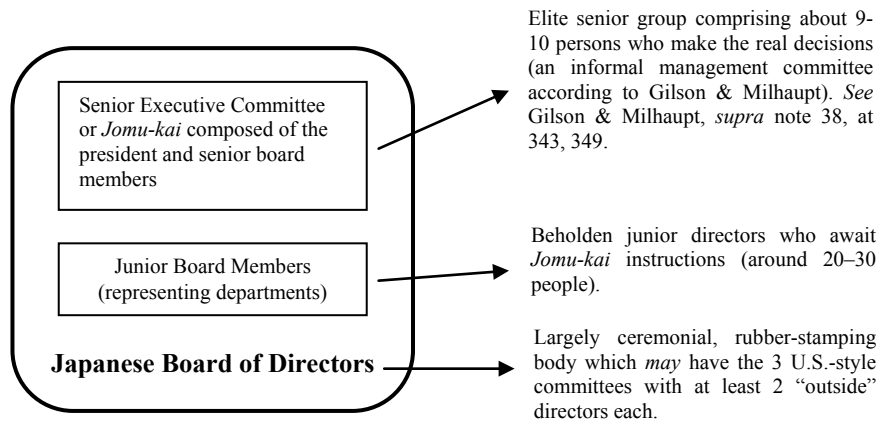 Senior Executive Committee
or Jomu-kai composed of the
president and senior board
members
Elite senior group comprising about 9-
10 persons who make the real decisions
(an informal management committee
according to Gilson & Milhaupt). See
Gilson & Milhaupt, supra note 38, at
343, 349.
Junior Board Members
(representing departments)
Beholden junior directors who await
Jomu-kai instructions (around 20–30
people).
Japanese Board of Directors
Largely ceremonial, rubber-stamping
body which may have the 3 U.S.-style
committees with at least 2 “outside”
directors each.